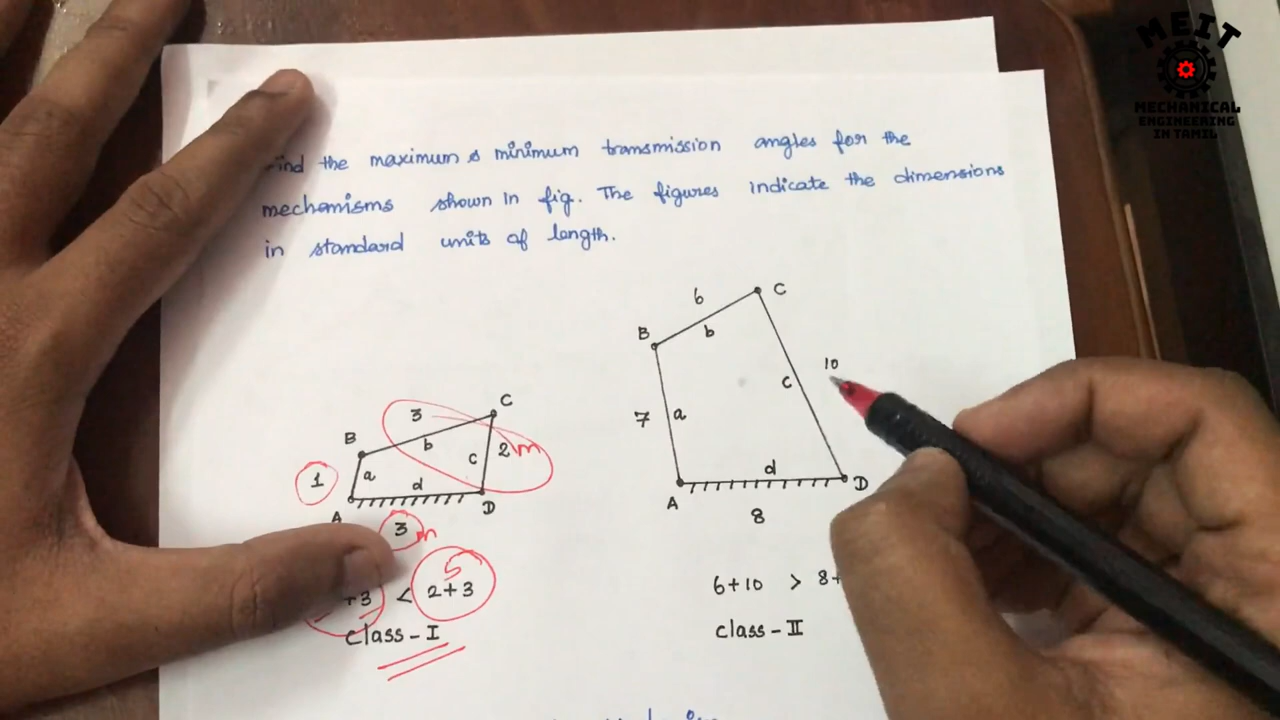 the maximum & minimum transmission angles for the
mechanisms shown in fig. The figures indicate the dimensions
in standard units of length.
B
3
C
b
1
a
c
2m
d
A
D
3m
5
+3 < 2+3
Class-I
6
C
B
b
10
7
a
c
d
A
D
8
6+10 > 8+
Class-II
MEIT
MECHANICAL
ENGINEERING
IN TAMIL